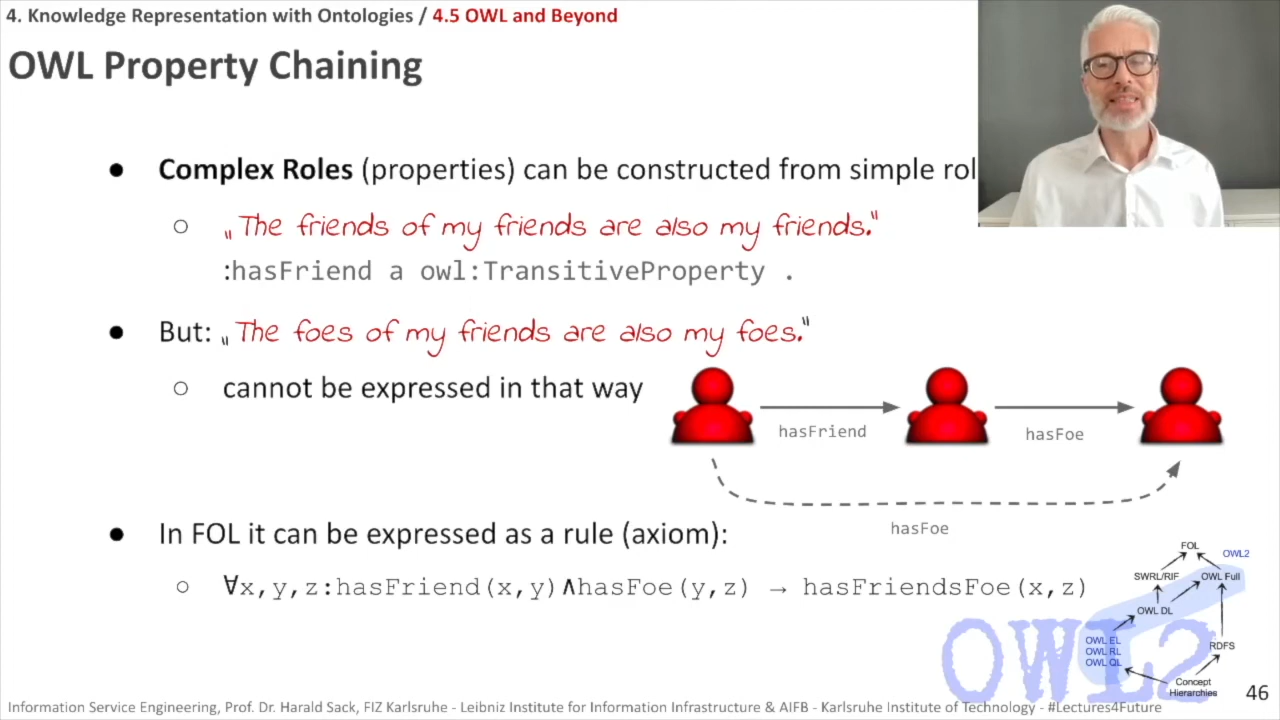 4. Knowledge Representation with Ontologies / 4.5 OWL and Beyond
OWL Property Chaining
● Complex Roles (properties) can be constructed from simple rol
○ „The friends of my friends are also my friends."
:hasFriend a owl:TransitiveProperty .
● But: „The foes of my friends are also my foes."
○ cannot be expressed in that way
hasFriend
hasFoe
hasFoe
● In FOL it can be expressed as a rule (axiom):
○ ∀x,y,z:hasFriend(x,y)∧hasFoe(y,z) → hasFriendsFoe(x,z)
FOL
OWL2
SWRL/RIF
OWL Full
OWL DL
OWL EL
OWL RL
OWL QL
RDFS
Concept
Hierarchies
OWL2
46
Information Service Engineering, Prof. Dr. Harald Sack, FIZ Karlsruhe - Leibniz Institute for Information Infrastructure & AIFB - Karlsruhe Institute of Technology - #Lectures4Future